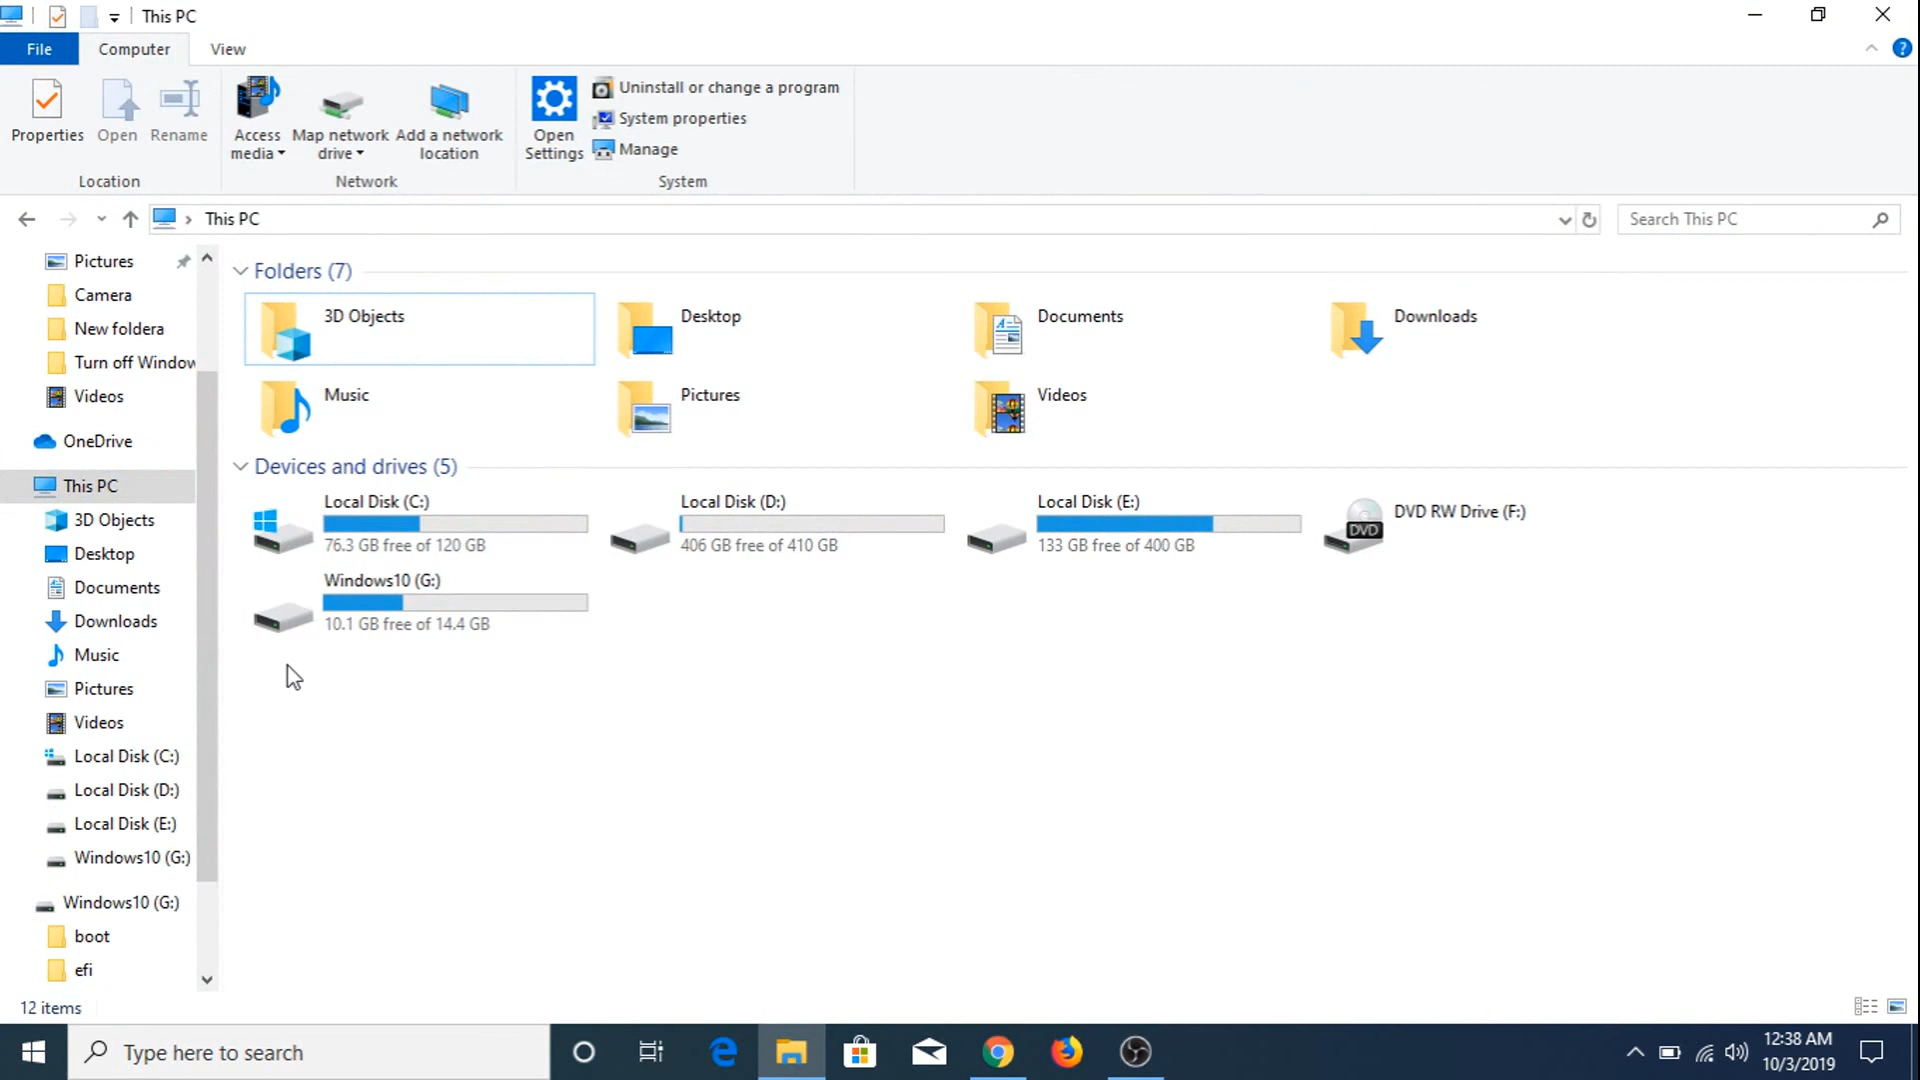 This PC
File
Computer
View
Properties
Open
Rename
Access media
Map network drive
Add a network location
Open Settings
Uninstall or change a program
System properties
Manage
Location
Network
System
This PC
Search This PC
Pictures
Camera
New foldera
Turn off Window
Videos
OneDrive
This PC
3D Objects
Desktop
Documents
Downloads
Music
Pictures
Videos
Local Disk (C:)
Local Disk (D:)
Local Disk (E:)
Windows10 (G:)
Windows10 (G:)
boot
efi
Folders (7)
3D Objects
Desktop
Documents
Downloads
Music
Pictures
Videos
Devices and drives (5)
Local Disk (C:)
76.3 GB free of 120 GB
Local Disk (D:)
406 GB free of 410 GB
Local Disk (E:)
133 GB free of 400 GB
DVD RW Drive (F:)
DVD
Windows10 (G:)
10.1 GB free of 14.4 GB
12 items
Type here to search
12:38 AM
10/3/2019